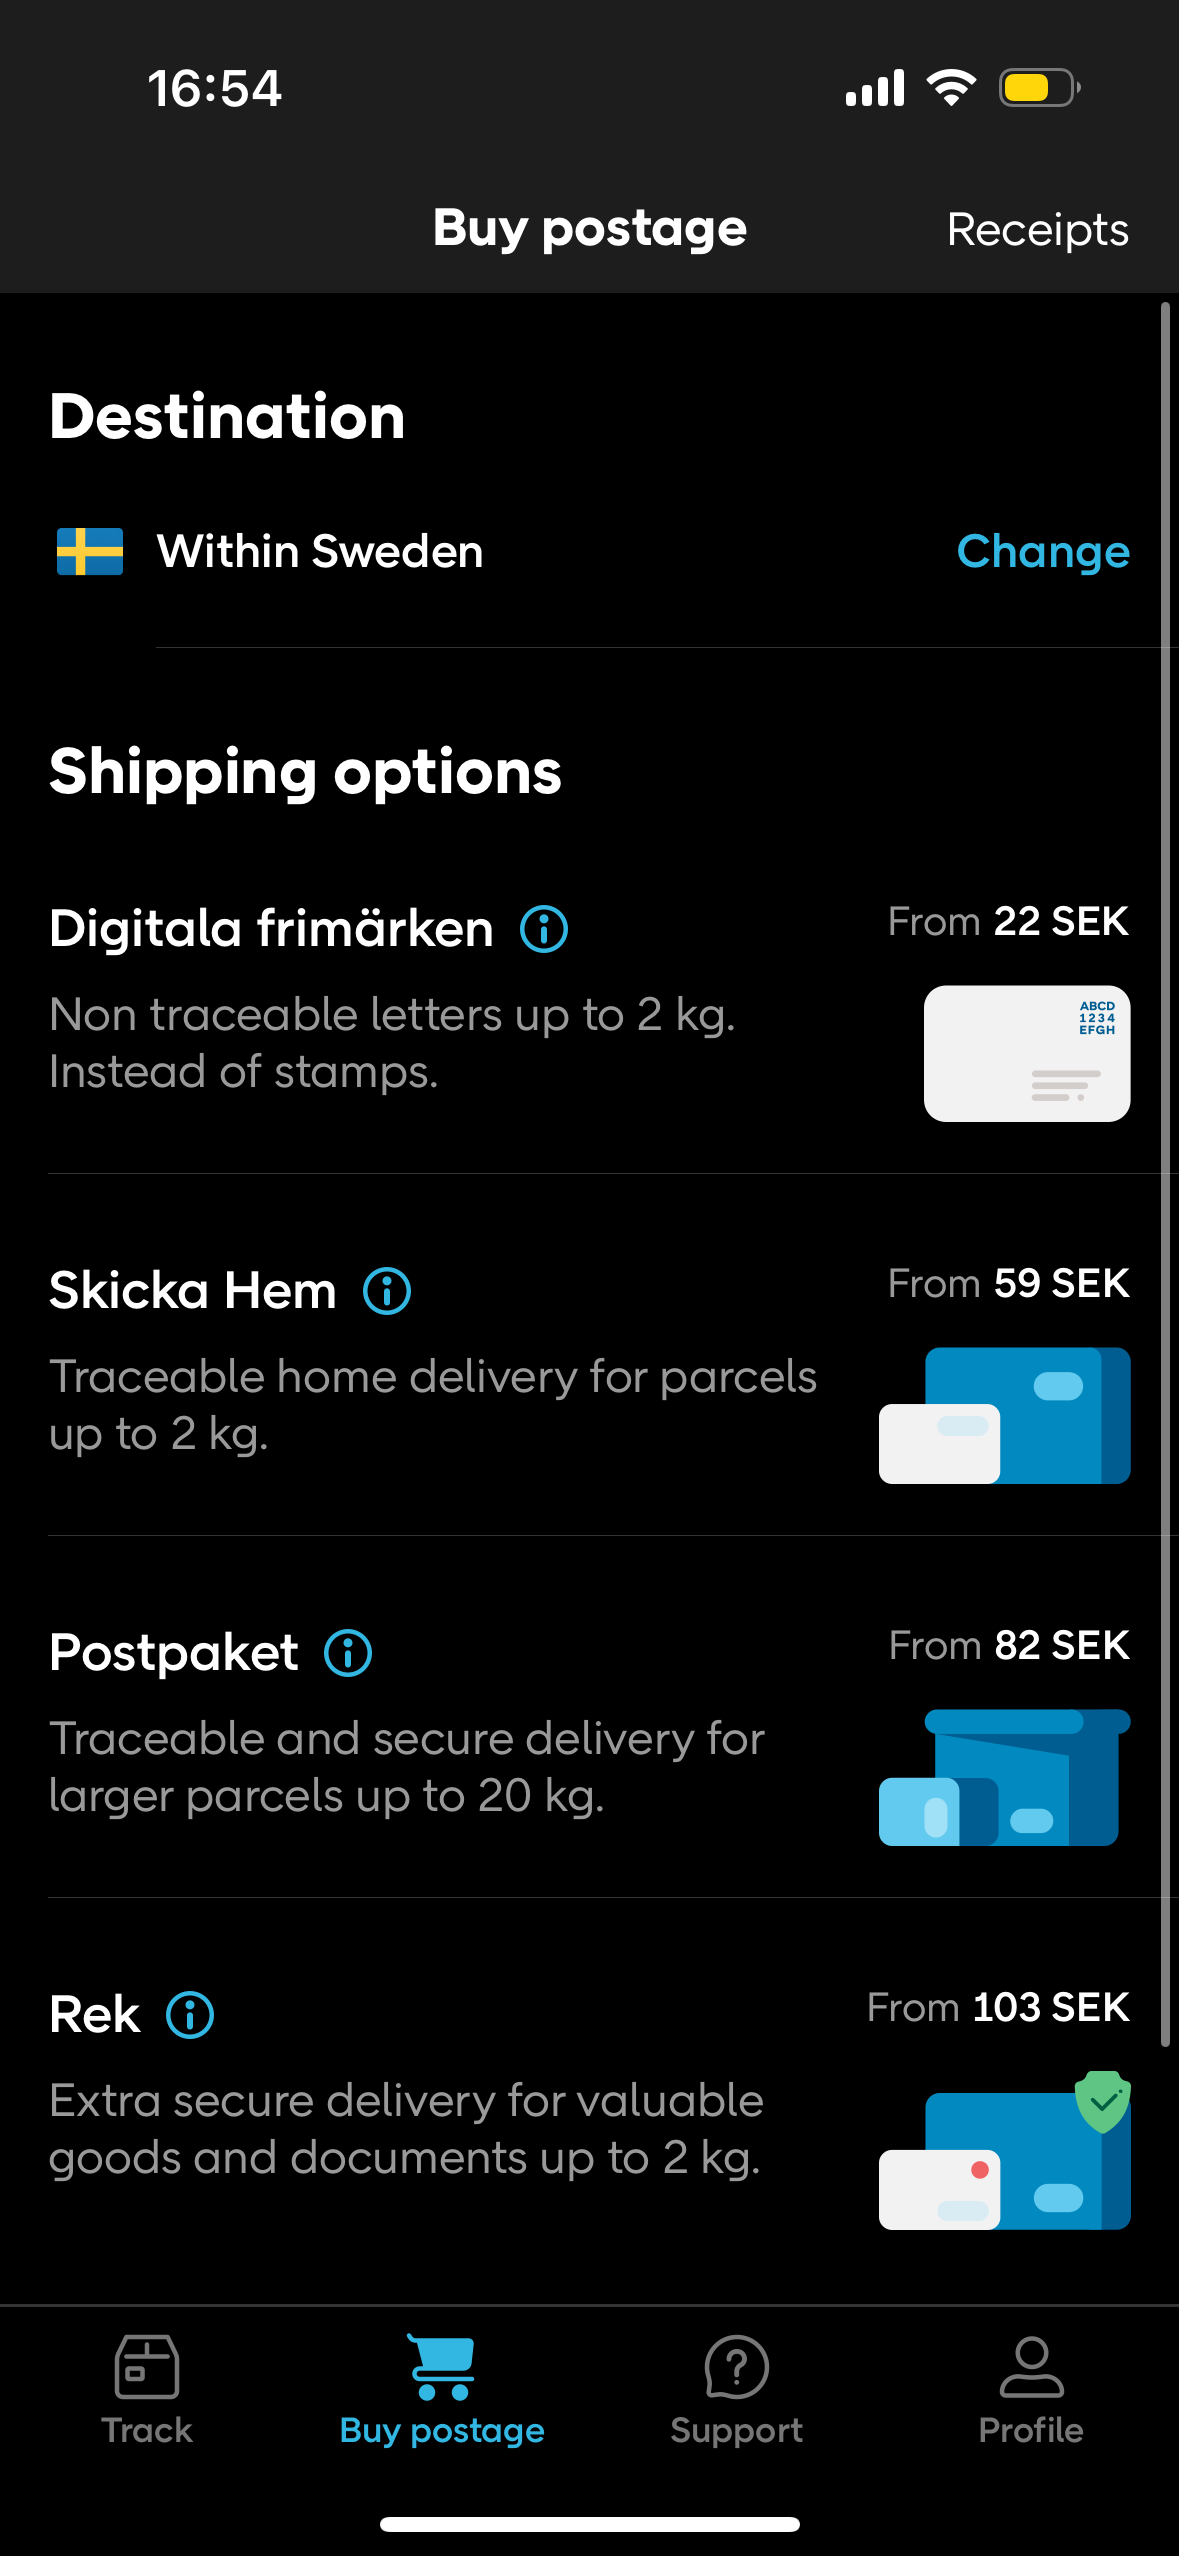 16:54
Buy postage
Receipts
Destination
Within Sweden
Change
Shipping options
Digitala frimärken
From 22 SEK
Non traceable letters up to 2 kg.
Instead of stamps.
ABCD
1234
EFGH
Skicka Hem
From 59 SEK
Traceable home delivery for parcels
up to 2 kg.
Postpaket
From 82 SEK
Traceable and secure delivery for
larger parcels up to 20 kg.
Rek
From 103 SEK
Extra secure delivery for valuable
goods and documents up to 2 kg.
Track
Buy postage
Support
Profile